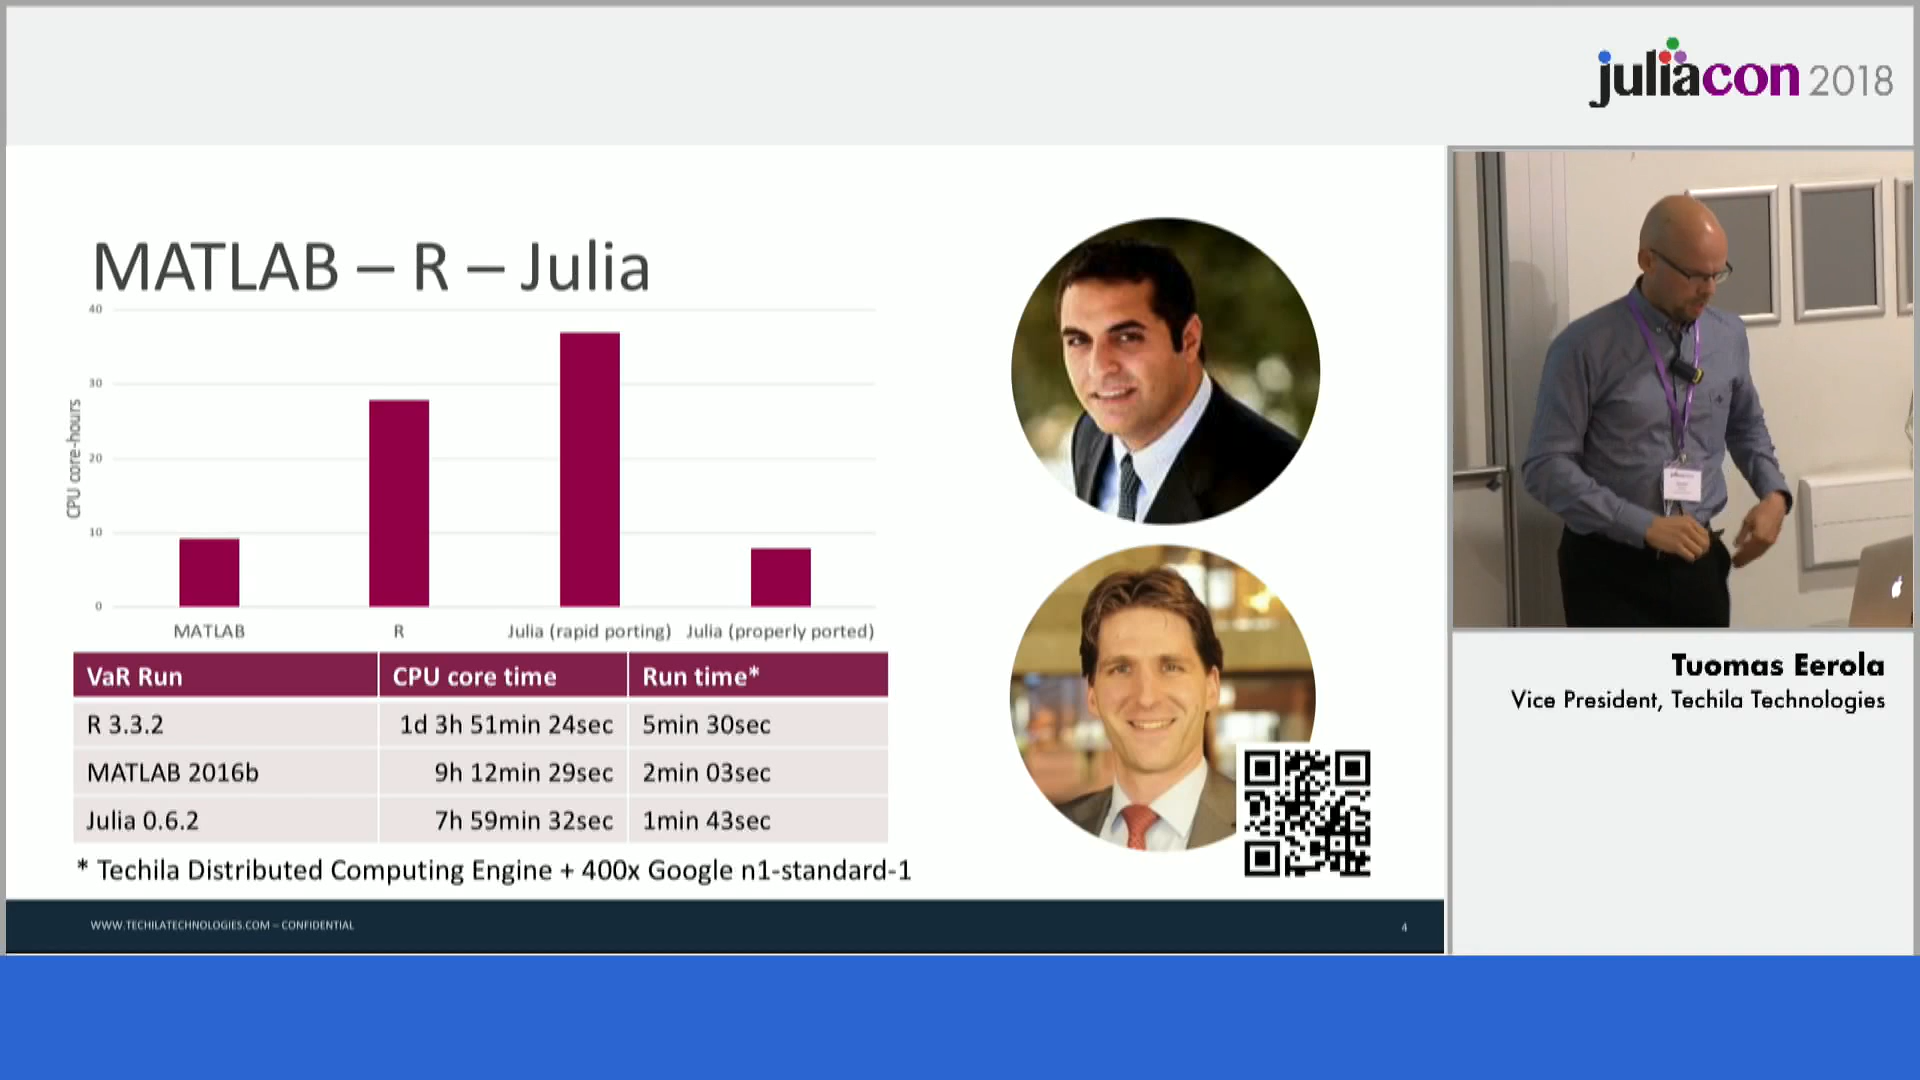 juliacon 2018
MATLAB – R – Julia
40
30
20
10
0
CPU core-hours
MATLAB
R
Julia (rapid porting)
Julia (properly ported)
VaR Run CPU core time Run time*
R 3.3.2 1d 3h 51min 24sec 5min 30sec
MATLAB 2016b 9h 12min 29sec 2min 03sec
Julia 0.6.2 7h 59min 32sec 1min 43sec
* Techila Distributed Computing Engine + 400x Google n1-standard-1
WWW.TECHILATECHNOLOGIES.COM – CONFIDENTIAL
4
Tuomas Eerola
Vice President, Techila Technologies